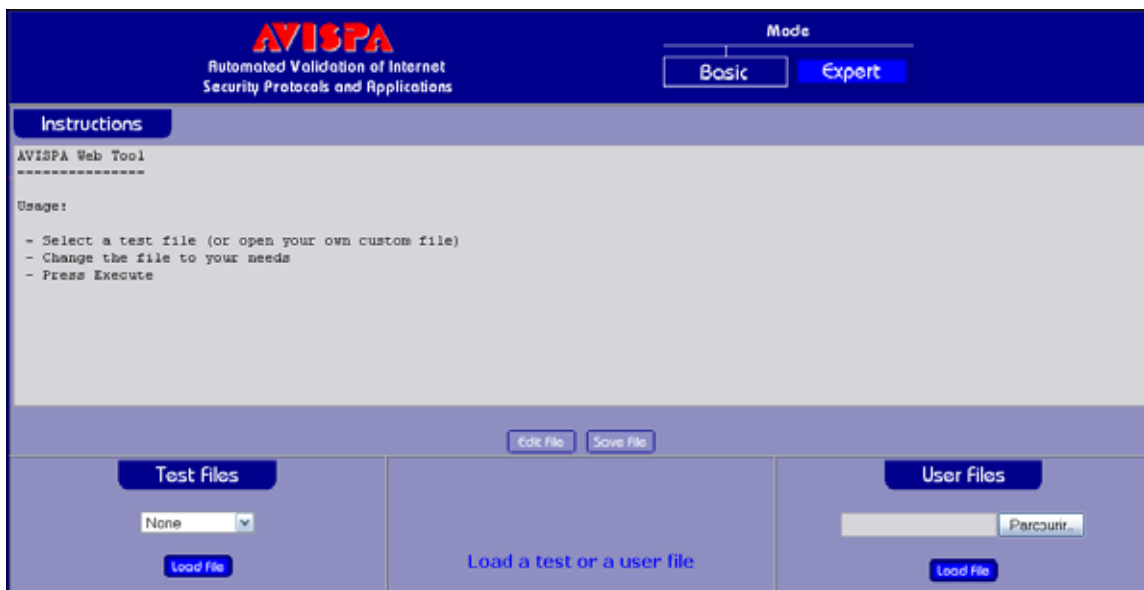 AVISPA
Automated Validation of Internet
Security Protocols and Applications
Mode
Basic
Expert
Instructions
AVISPA Web Tool
---------------
Usage:
- Select a test file (or open your own custom file)
- Change the file to your needs
- Press Execute
Edit File
Save File
Test Files
None
Load File
Load a test or a user file
User Files
Parcourir..
Load File